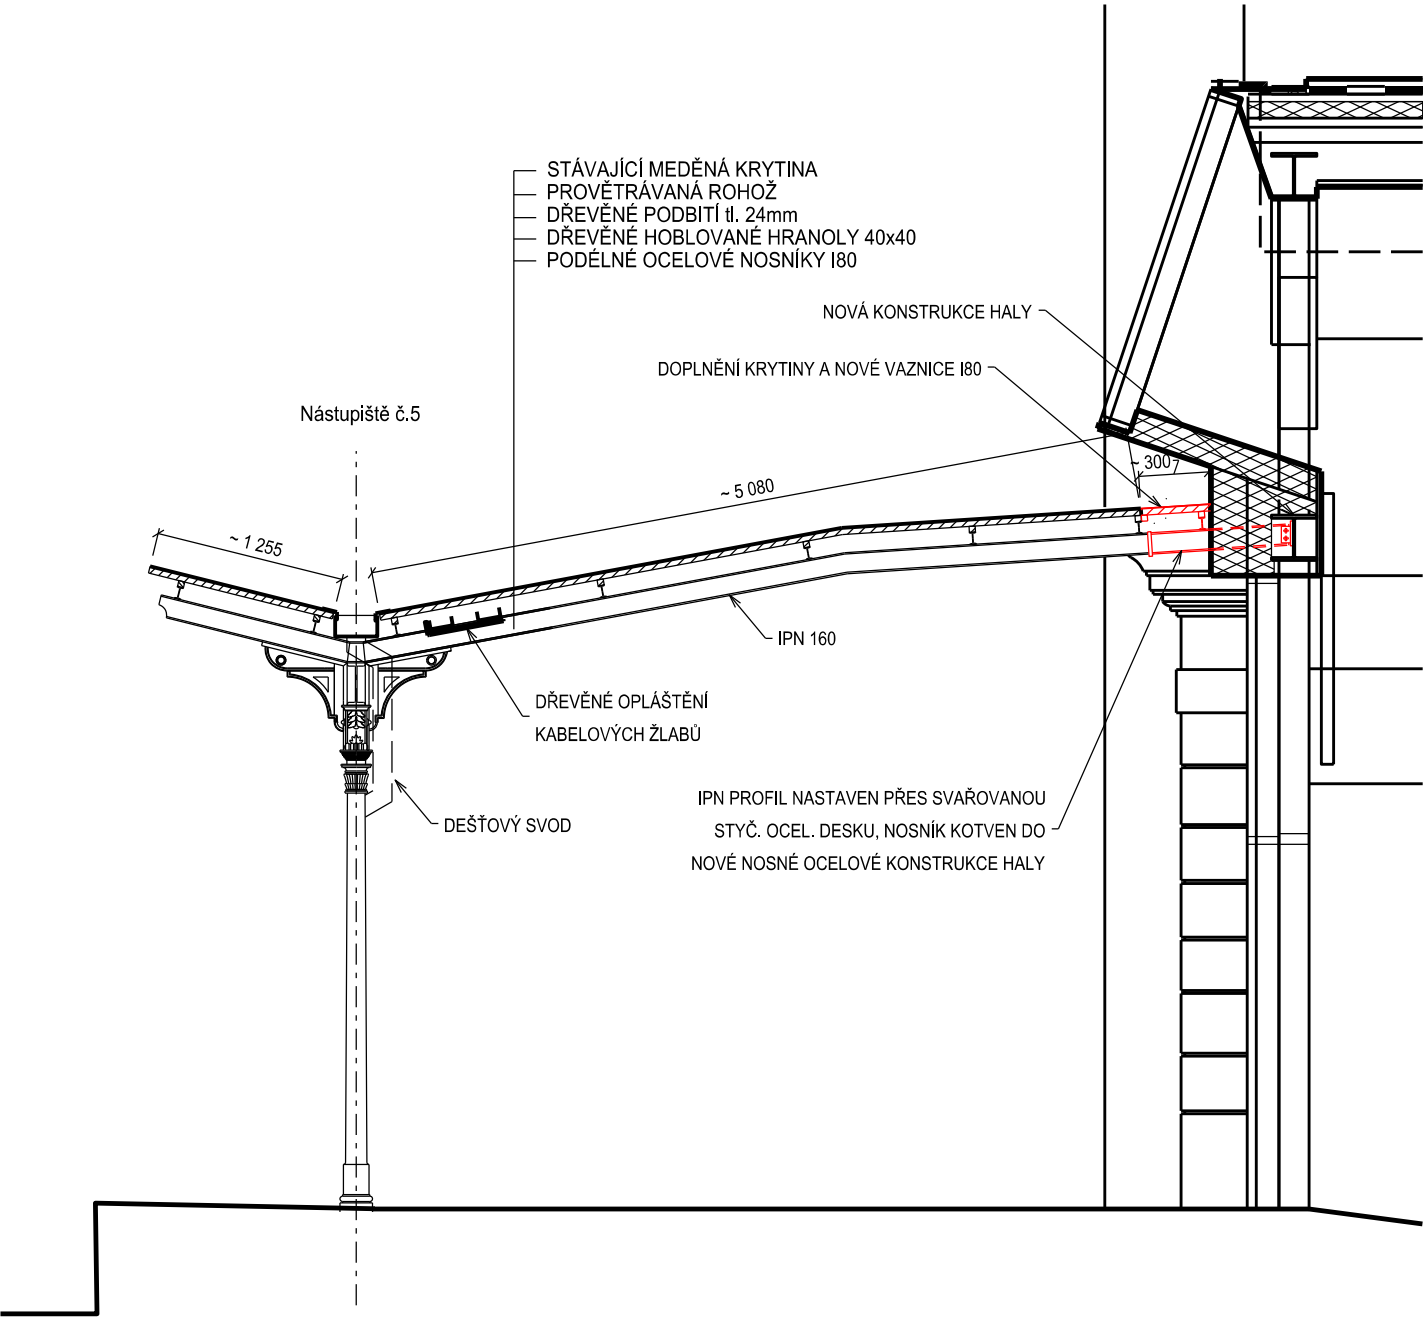 STÁVAJÍCÍ MEDĚNÁ KRYTINA
PROVĚTRÁVANÁ ROHOŽ
DŘEVĚNÉ PODBITÍ tl. 24mm
DŘEVĚNÉ HOBLOVANÉ HRANOLY 40x40
PODÉLNÉ OCELOVÉ NOSNÍKY I80
NOVÁ KONSTRUKCE HALY
DOPLNĚNÍ KRYTINY A NOVÉ VAZNICE I80
Nástupiště č.5
~ 300
~ 5 080
~ 1 255
IPN 160
DŘEVĚNÉ OPLÁŠTĚNÍ
KABELOVÝCH ŽLABŮ
DEŠŤOVÝ SVOD
IPN PROFIL NASTAVEN PŘES SVAŘOVANOU
STYČ. OCEL. DESKU, NOSNÍK KOTVEN DO
NOVÉ NOSNÉ OCELOVÉ KONSTRUKCE HALY